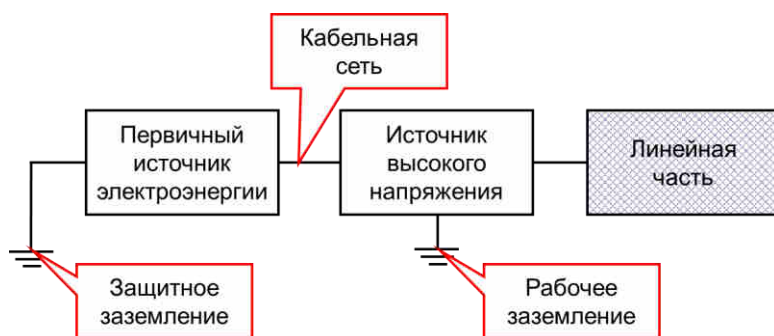 Кабельная
сеть
Первичный
источник
электроэнергии
Источник
высокого
напряжения
Линейная
часть
Защитное
заземление
Рабочее
заземление